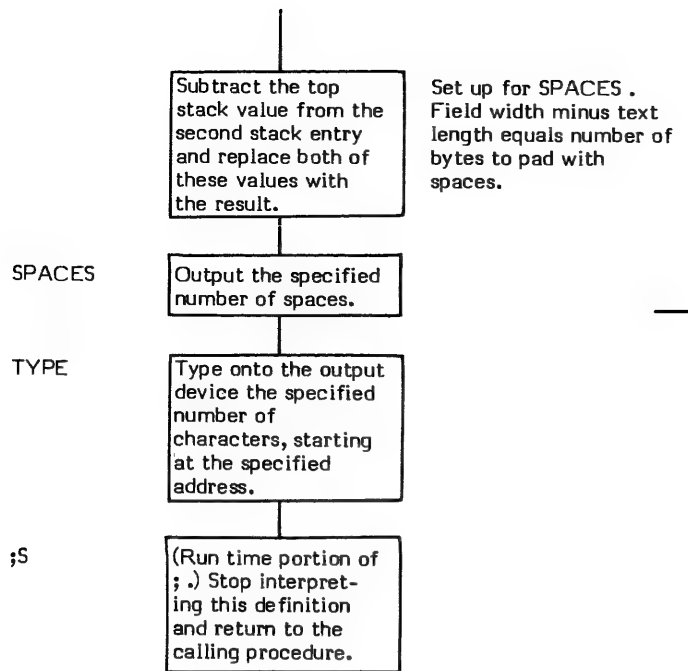 Subtract the top
stack value from the
second stack entry
and replace both of
these values with
the result.
Set up for SPACES .
Field width minus text
length equals number of
bytes to pad with
spaces.
SPACES
Output the specified
number of spaces.
TYPE
Type onto the output
device the specified
number of
characters, starting
at the specified
address.
;S
(Run time portion of
; .) Stop interpret-
ing this definition
and return to the
calling procedure.